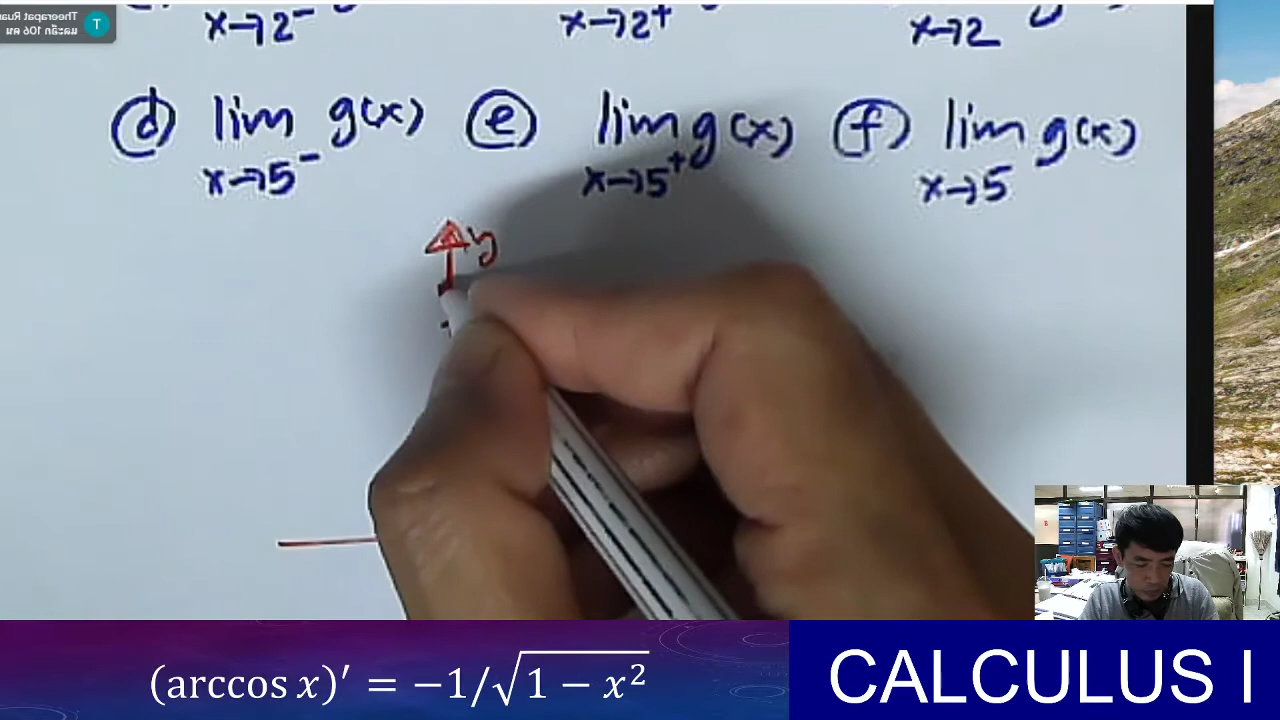 x→2⁻ x→2⁺ x→2
ⓓ lim g(x) ⓔ lim g(x) ⓕ lim g(x)
x→5⁻ x→5⁺ x→5
y
T
(arccos x)′ = −1/√(1 − x²)
CALCULUS I